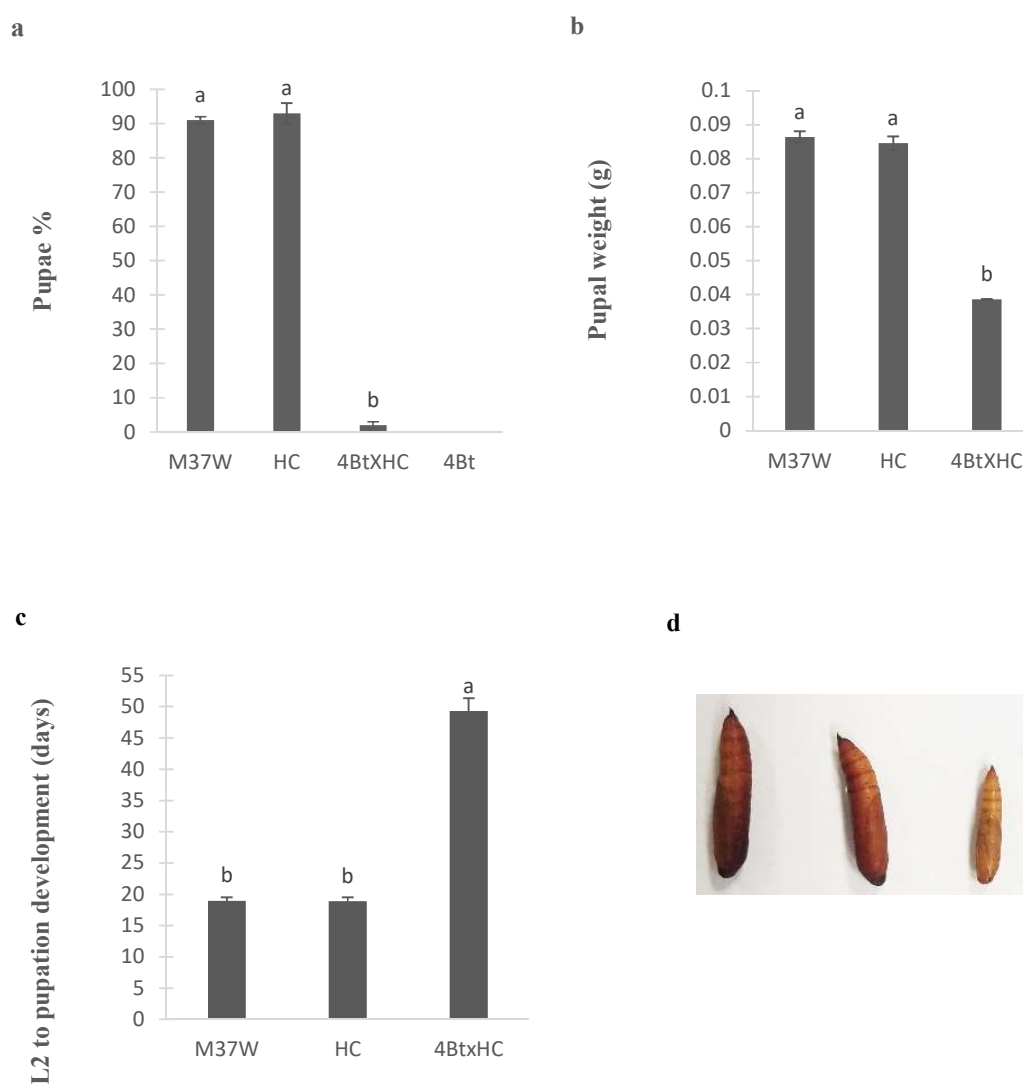 a
Pupae %
100
90
80
70
60
50
40
30
20
10
0
a
a
b
M37W HC 4BtXHC 4Bt
b
Pupal weight (g)
0.1
0.09
0.08
0.07
0.06
0.05
0.04
0.03
0.02
0.01
0
a
a
b
M37W HC 4BtXHC
c
L2 to pupation development (days)
55
50
45
40
35
30
25
20
15
10
5
0
b
b
a
M37W HC 4BtxHC
d